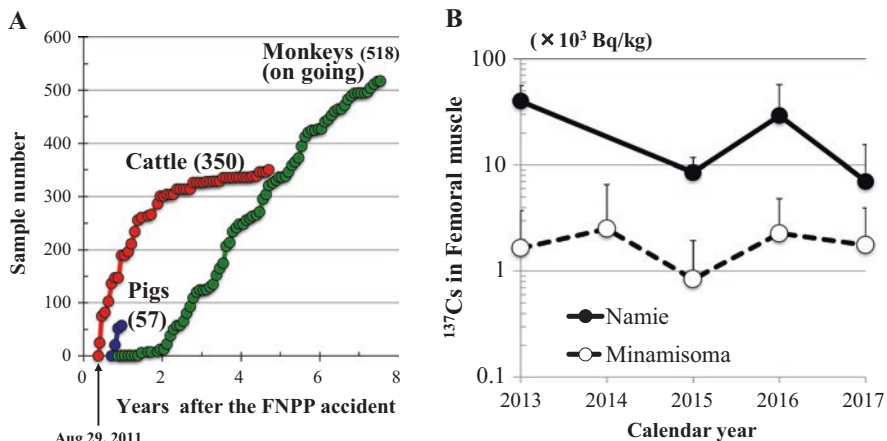 A
600
500
400
300
200
100
0
Sample number
Monkeys (518)
(on going)
Cattle (350)
Pigs
(57)
0 2 4 6 8
Years after the FNPP accident
Aug 29, 2011
B
(×10³ Bq/kg)
100
10
1
0.1
¹³⁷Cs in Femoral muscle
Namie
Minamisoma
2013 2014 2015 2016 2017
Calendar year